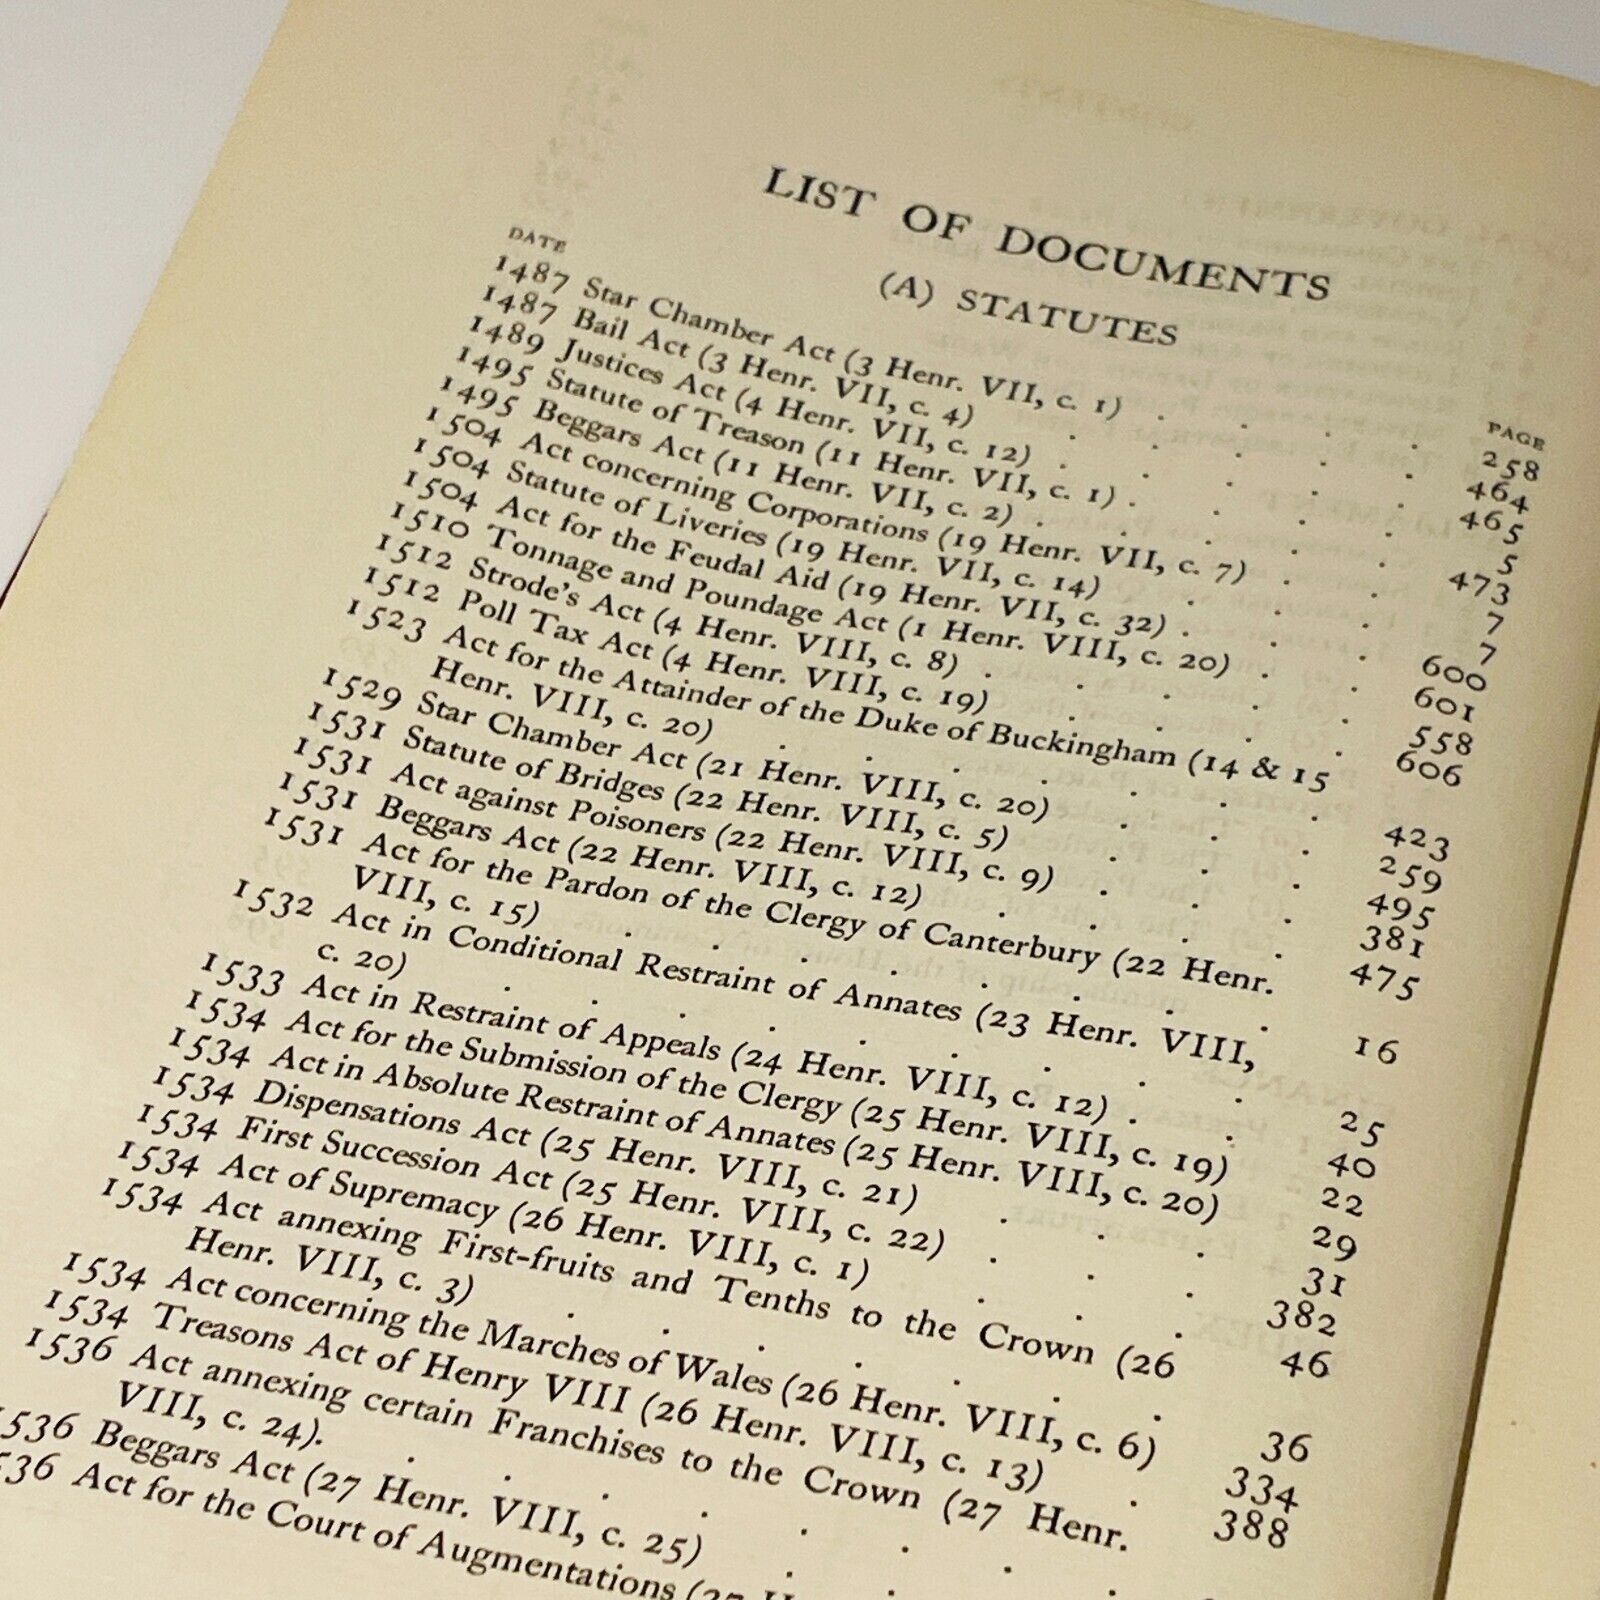 LIST OF DOCUMENTS
(A) STATUTES
DATE PAGE
1487 Star Chamber Act (3 Henr. VII, c. 1) . . . . 258
1487 Bail Act (3 Henr. VII, c. 4) . . . . . 464
1489 Justices Act (4 Henr. VII, c. 12) . . . . . 465
1495 Statute of Treason (11 Henr. VII, c. 1) . . . . 5
1495 Beggars Act (11 Henr. VII, c. 2) . . . . . 473
1504 Act concerning Corporations (19 Henr. VII, c. 7) . . 7
1504 Statute of Liveries (19 Henr. VII, c. 14) . . . 7
1504 Act for the Feudal Aid (19 Henr. VII, c. 32) . . . 600
1510 Tonnage and Poundage Act (1 Henr. VIII, c. 20) . . 601
1512 Strode's Act (4 Henr. VIII, c. 8) . . . . . 558
1512 Poll Tax Act (4 Henr. VIII, c. 19) . . . . 606
1523 Act for the Attainder of the Duke of Buckingham (14 & 15
Henr. VIII, c. 20) . . . . . . . 423
1529 Star Chamber Act (21 Henr. VIII, c. 20) . . . 259
1531 Statute of Bridges (22 Henr. VIII, c. 5) . . . 495
1531 Act against Poisoners (22 Henr. VIII, c. 9) . . . 381
1531 Beggars Act (22 Henr. VIII, c. 12) . . . . 475
1531 Act for the Pardon of the Clergy of Canterbury (22 Henr.
VIII, c. 15) . . . . . . . . 16
1532 Act in Conditional Restraint of Annates (23 Henr. VIII,
c. 20) . . . . . . . . . 25
1533 Act in Restraint of Appeals (24 Henr. VIII, c. 12) . . 40
1534 Act for the Submission of the Clergy (25 Henr. VIII, c. 19) 22
1534 Act in Absolute Restraint of Annates (25 Henr. VIII, c. 20) 29
1534 Dispensations Act (25 Henr. VIII, c. 21) . . . 31
1534 First Succession Act (25 Henr. VIII, c. 22) . . . 382
1534 Act of Supremacy (26 Henr. VIII, c. 1) . . . 46
1534 Act annexing First-fruits and Tenths to the Crown (26
Henr. VIII, c. 3) . . . . . . . 36
1534 Act concerning the Marches of Wales (26 Henr. VIII, c. 6) 334
1534 Treasons Act of Henry VIII (26 Henr. VIII, c. 13) . 388
1536 Act annexing certain Franchises to the Crown (27 Henr.
VIII, c. 24). . . . . . . .
1536 Beggars Act (27 Henr. VIII, c. 25) . . .
536 Act for the Court of Augmentations